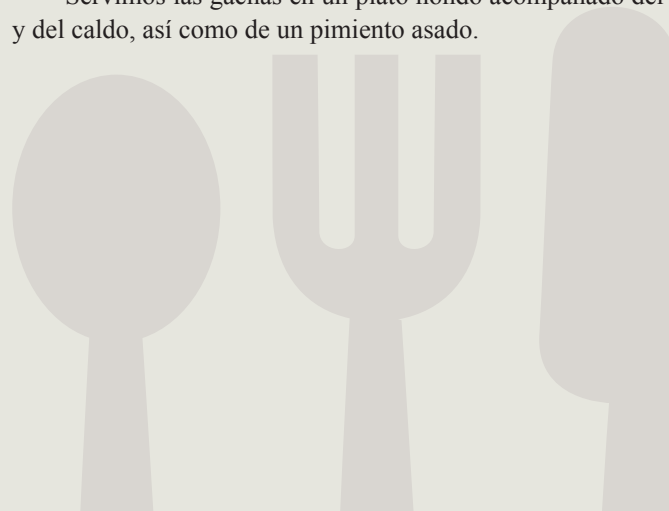 Servimos las gachas en un plato hondo acompañado del
y del caldo, así como de un pimiento asado.